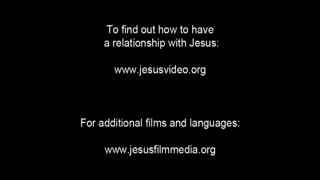 To find out how to have
a relationship with Jesus:
www.jesusvideo.org
For additional films and languages:
www.jesusfilmmedia.org